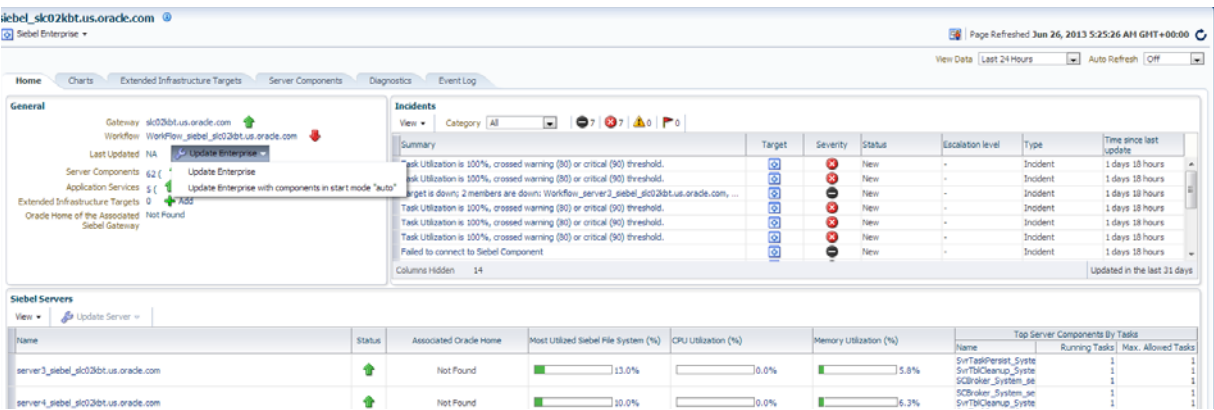 siebel_slc02kbt.us.oracle.com
Siebel Enterprise
Page Refreshed Jun 26, 2013 5:25:26 AM GMT+00:00
View Data Last 24 Hours Auto Refresh Off
Home Charts Extended Infrastructure Targets Server Components Diagnostics Event Log
General
Gateway slc02kbt.us.oracle.com
Workflow WorkFlow_siebel_slc02kbt.us.oracle.com
Last Updated NA Update Enterprise
Server Components 62 (
Update Enterprise
Application Services 5 (
Update Enterprise with components in start mode "auto"
Extended Infrastructure Targets 0 Add
Oracle Home of the Associated Siebel Gateway Not Found
Incidents
View Category All 7 7 0 0
Summary Target Severity Status Escalation level Type Time since last update
Task Utilization is 100%, crossed warning (80) or critical (90) threshold. New - Incident 1 days 18 hours
Task Utilization is 100%, crossed warning (80) or critical (90) threshold. New - Incident 1 days 18 hours
Target is down; 2 members are down: Workflow_server3_siebel_slc02kbt.us.oracle.com, ... New - Incident 1 days 18 hours
Task Utilization is 100%, crossed warning (80) or critical (90) threshold. New - Incident 1 days 18 hours
Task Utilization is 100%, crossed warning (80) or critical (90) threshold. New - Incident 1 days 18 hours
Task Utilization is 100%, crossed warning (80) or critical (90) threshold. New - Incident 1 days 18 hours
Failed to connect to Siebel Component New - Incident 1 days 18 hours
Columns Hidden 14 Updated in the last 31 days
Siebel Servers
View Update Server
Name Status Associated Oracle Home Most Utilized Siebel File System (%) CPU Utilization (%) Memory Utilization (%) Top Server Components By Tasks
Name Running Tasks Max. Allowed Tasks
server3_siebel_slc02kbt.us.oracle.com Not Found 13.0% 0.0% 5.8%
SvrTaskPersist_Syste 1 1
SvrTblCleanup_Syste 1 1
SCBroker_System_se 1 1
server4_siebel_slc02kbt.us.oracle.com Not Found 10.0% 0.0% 6.3%
SCBroker_System_se 1 1
SvrTblCleanup_Syste 1 1